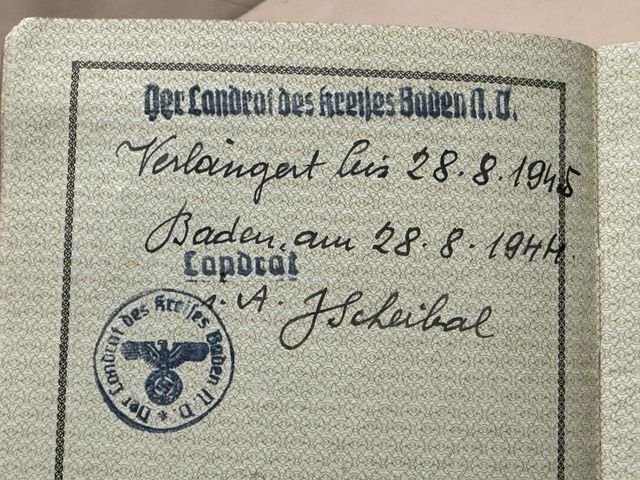 Der Landrat des Kreises Baden N.D.
Verlängert bis 28.8.1945
Baden, am 28.8.1944.
Landrat
i.A. J Scheibal
Der Landrat des Kreises Baden N.D. *